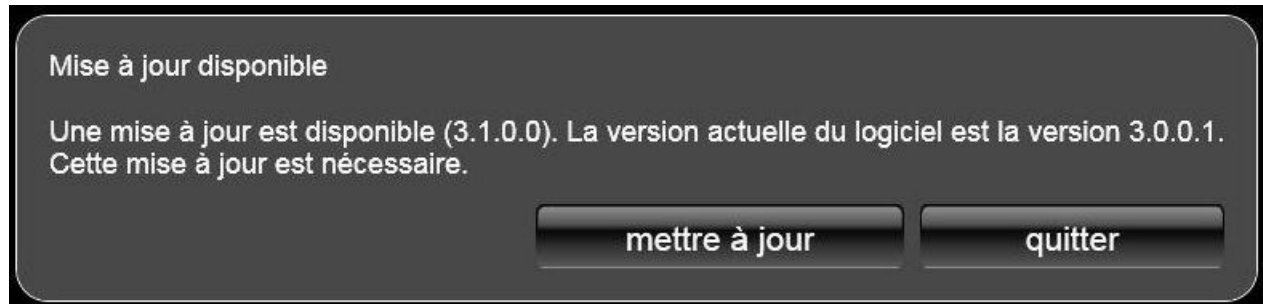 Mise à jour disponible
Une mise à jour est disponible (3.1.0.0). La version actuelle du logiciel est la version 3.0.0.1.
Cette mise à jour est nécessaire.
mettre à jour
quitter